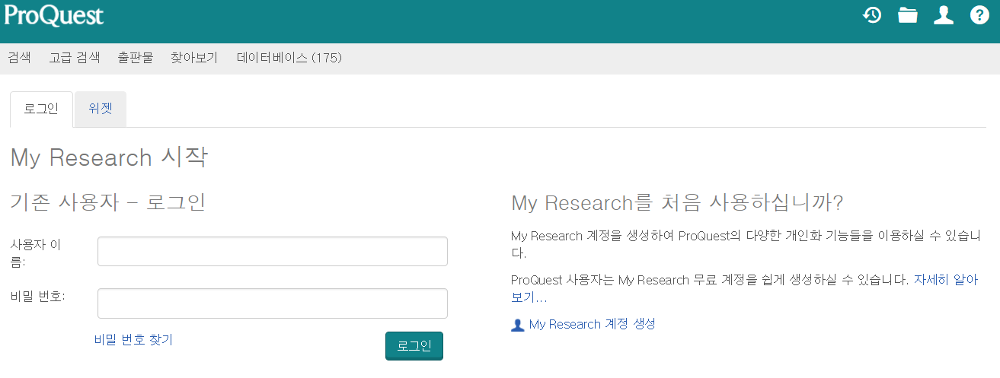 ProQuest
검색 고급 검색 출판물 찾아보기 데이터베이스 (175)
로그인 위젯
My Research 시작
기존 사용자 - 로그인
사용자 이
름:
비밀 번호:
비밀 번호 찾기
로그인
My Research를 처음 사용하십니까?
My Research 계정을 생성하여 ProQuest의 다양한 개인화 기능들을 이용하실 수 있습니
다.
ProQuest 사용자는 My Research 무료 계정을 쉽게 생성하실 수 있습니다. 자세히 알아
보기...
My Research 계정 생성